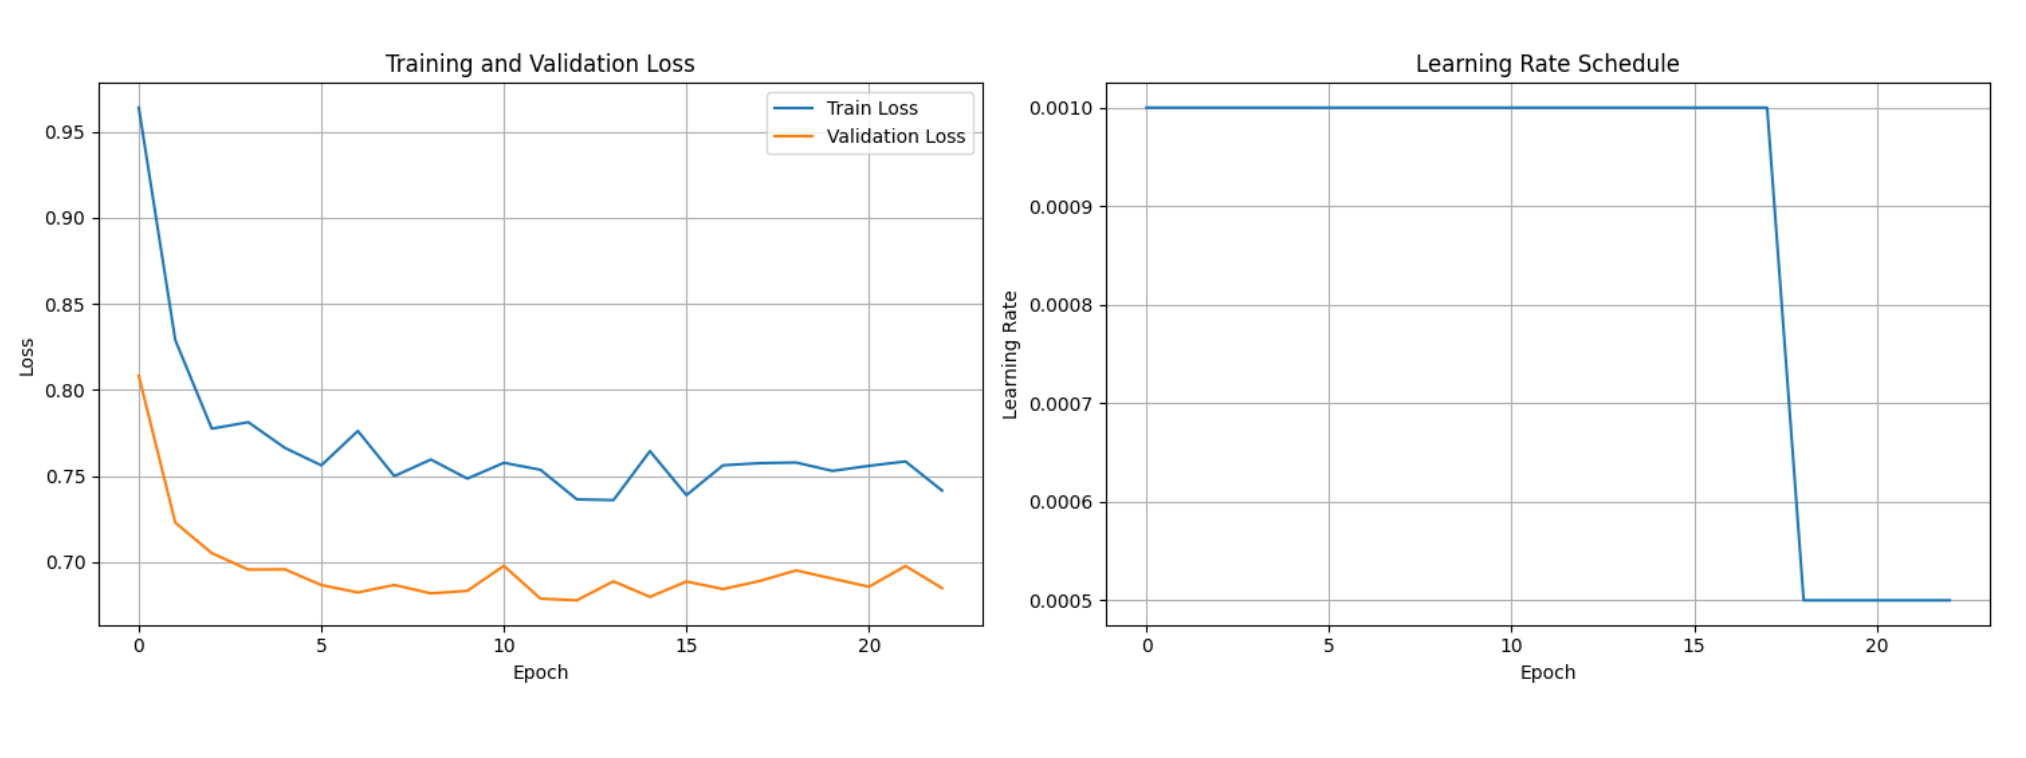 Training and Validation Loss
Train Loss
Validation Loss
0.95
0.90
0.85
0.80
0.75
0.70
Loss
0 5 10 15 20
Epoch
Learning Rate Schedule
0.0010
0.0009
0.0008
0.0007
0.0006
0.0005
Learning Rate
0 5 10 15 20
Epoch